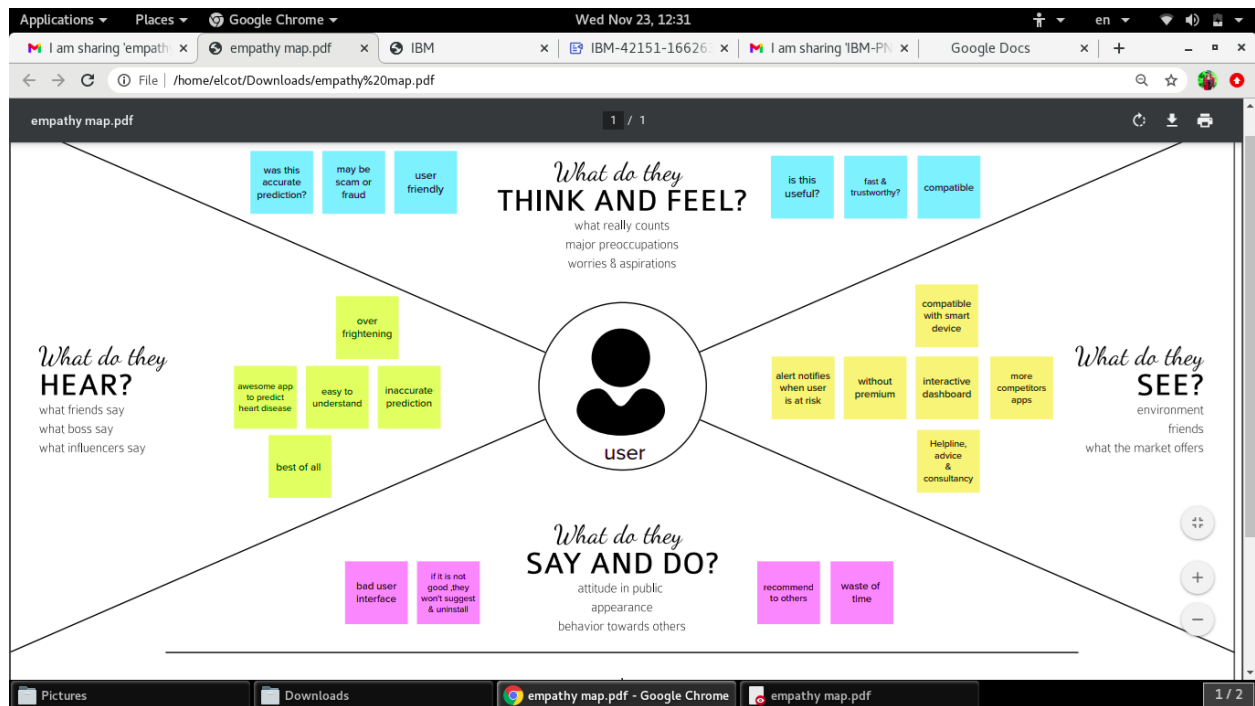 Applications Places Google Chrome Wed Nov 23, 12:31 en
I am sharing 'empath empathy map.pdf IBM IBM-42151-16626 I am sharing 'IBM-PN Google Docs
File /home/elcot/Downloads/empathy%20map.pdf
empathy map.pdf 1 / 1
was this
accurate
prediction?
may be
scam or
fraud
user
friendly
What do they
THINK AND FEEL?
what really counts
major preoccupations
worries & aspirations
is this
useful?
fast &
trustworthy?
compatible
What do they
HEAR?
what friends say
what boss say
what influencers say
over
frightening
awesome app
to predict
heart disease
easy to
understand
inaccurate
prediction
best of all
user
compatible
with smart
device
alert notifies
when user
is at risk
without
premium
interactive
dashboard
more
competitors
apps
Helpline,
advice
&
consultancy
What do they
SEE?
environment
friends
what the market offers
What do they
SAY AND DO?
attitude in public
appearance
behavior towards others
bad user
interface
if it is not
good ,they
won't suggest
& uninstall
recommend
to others
waste of
time
Pictures Downloads empathy map.pdf - Google Chrome empathy map.pdf 1 / 2